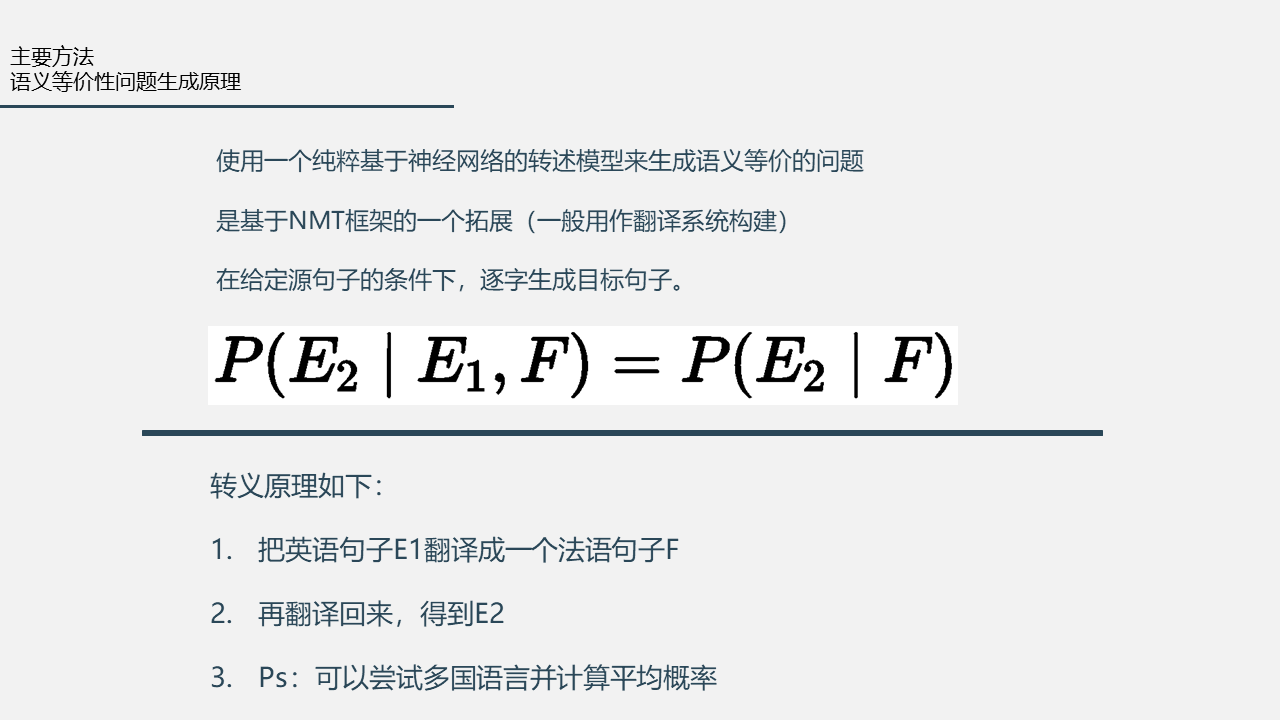 主要方法
语义等价性问题生成原理
使用一个纯粹基于神经网络的转述模型来生成语义等价的问题
是基于NMT框架的一个拓展（一般用作翻译系统构建）
在给定源句子的条件下，逐字生成目标句子。
P(E₂ | E₁, F) = P(E₂ | F)
转义原理如下：
1. 把英语句子E1翻译成一个法语句子F
2. 再翻译回来，得到E2
3. Ps：可以尝试多国语言并计算平均概率